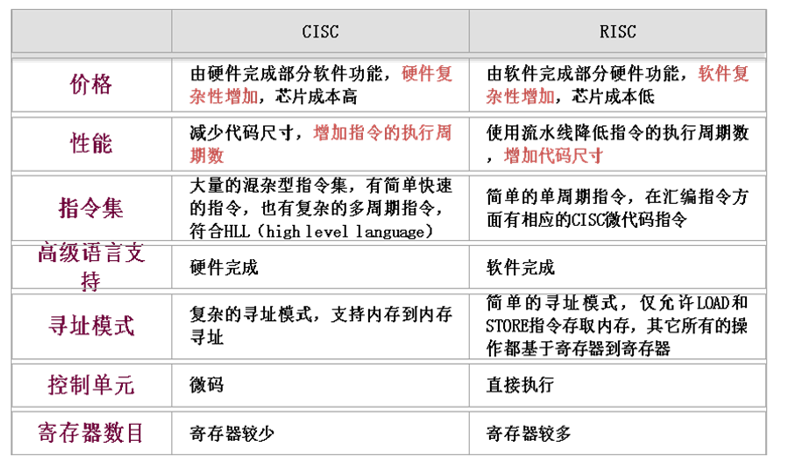 CISC
RISC
价格
由硬件完成部分软件功能，硬件复
杂性增加，芯片成本高
由软件完成部分硬件功能，软件复
杂性增加，芯片成本低
性能
减少代码尺寸，增加指令的执行周
期数
使用流水线降低指令的执行周期数
，增加代码尺寸
指令集
大量的混杂型指令集，有简单快速
的指令，也有复杂的多周期指令，
符合HLL（high level language）
简单的单周期指令，在汇编指令方
面有相应的CISC微代码指令
高级语言支
持
硬件完成
软件完成
寻址模式
复杂的寻址模式，支持内存到内存
寻址
简单的寻址模式，仅允许LOAD和
STORE指令存取内存，其它所有的操
作都基于寄存器到寄存器
控制单元
微码
直接执行
寄存器数目
寄存器较少
寄存器较多